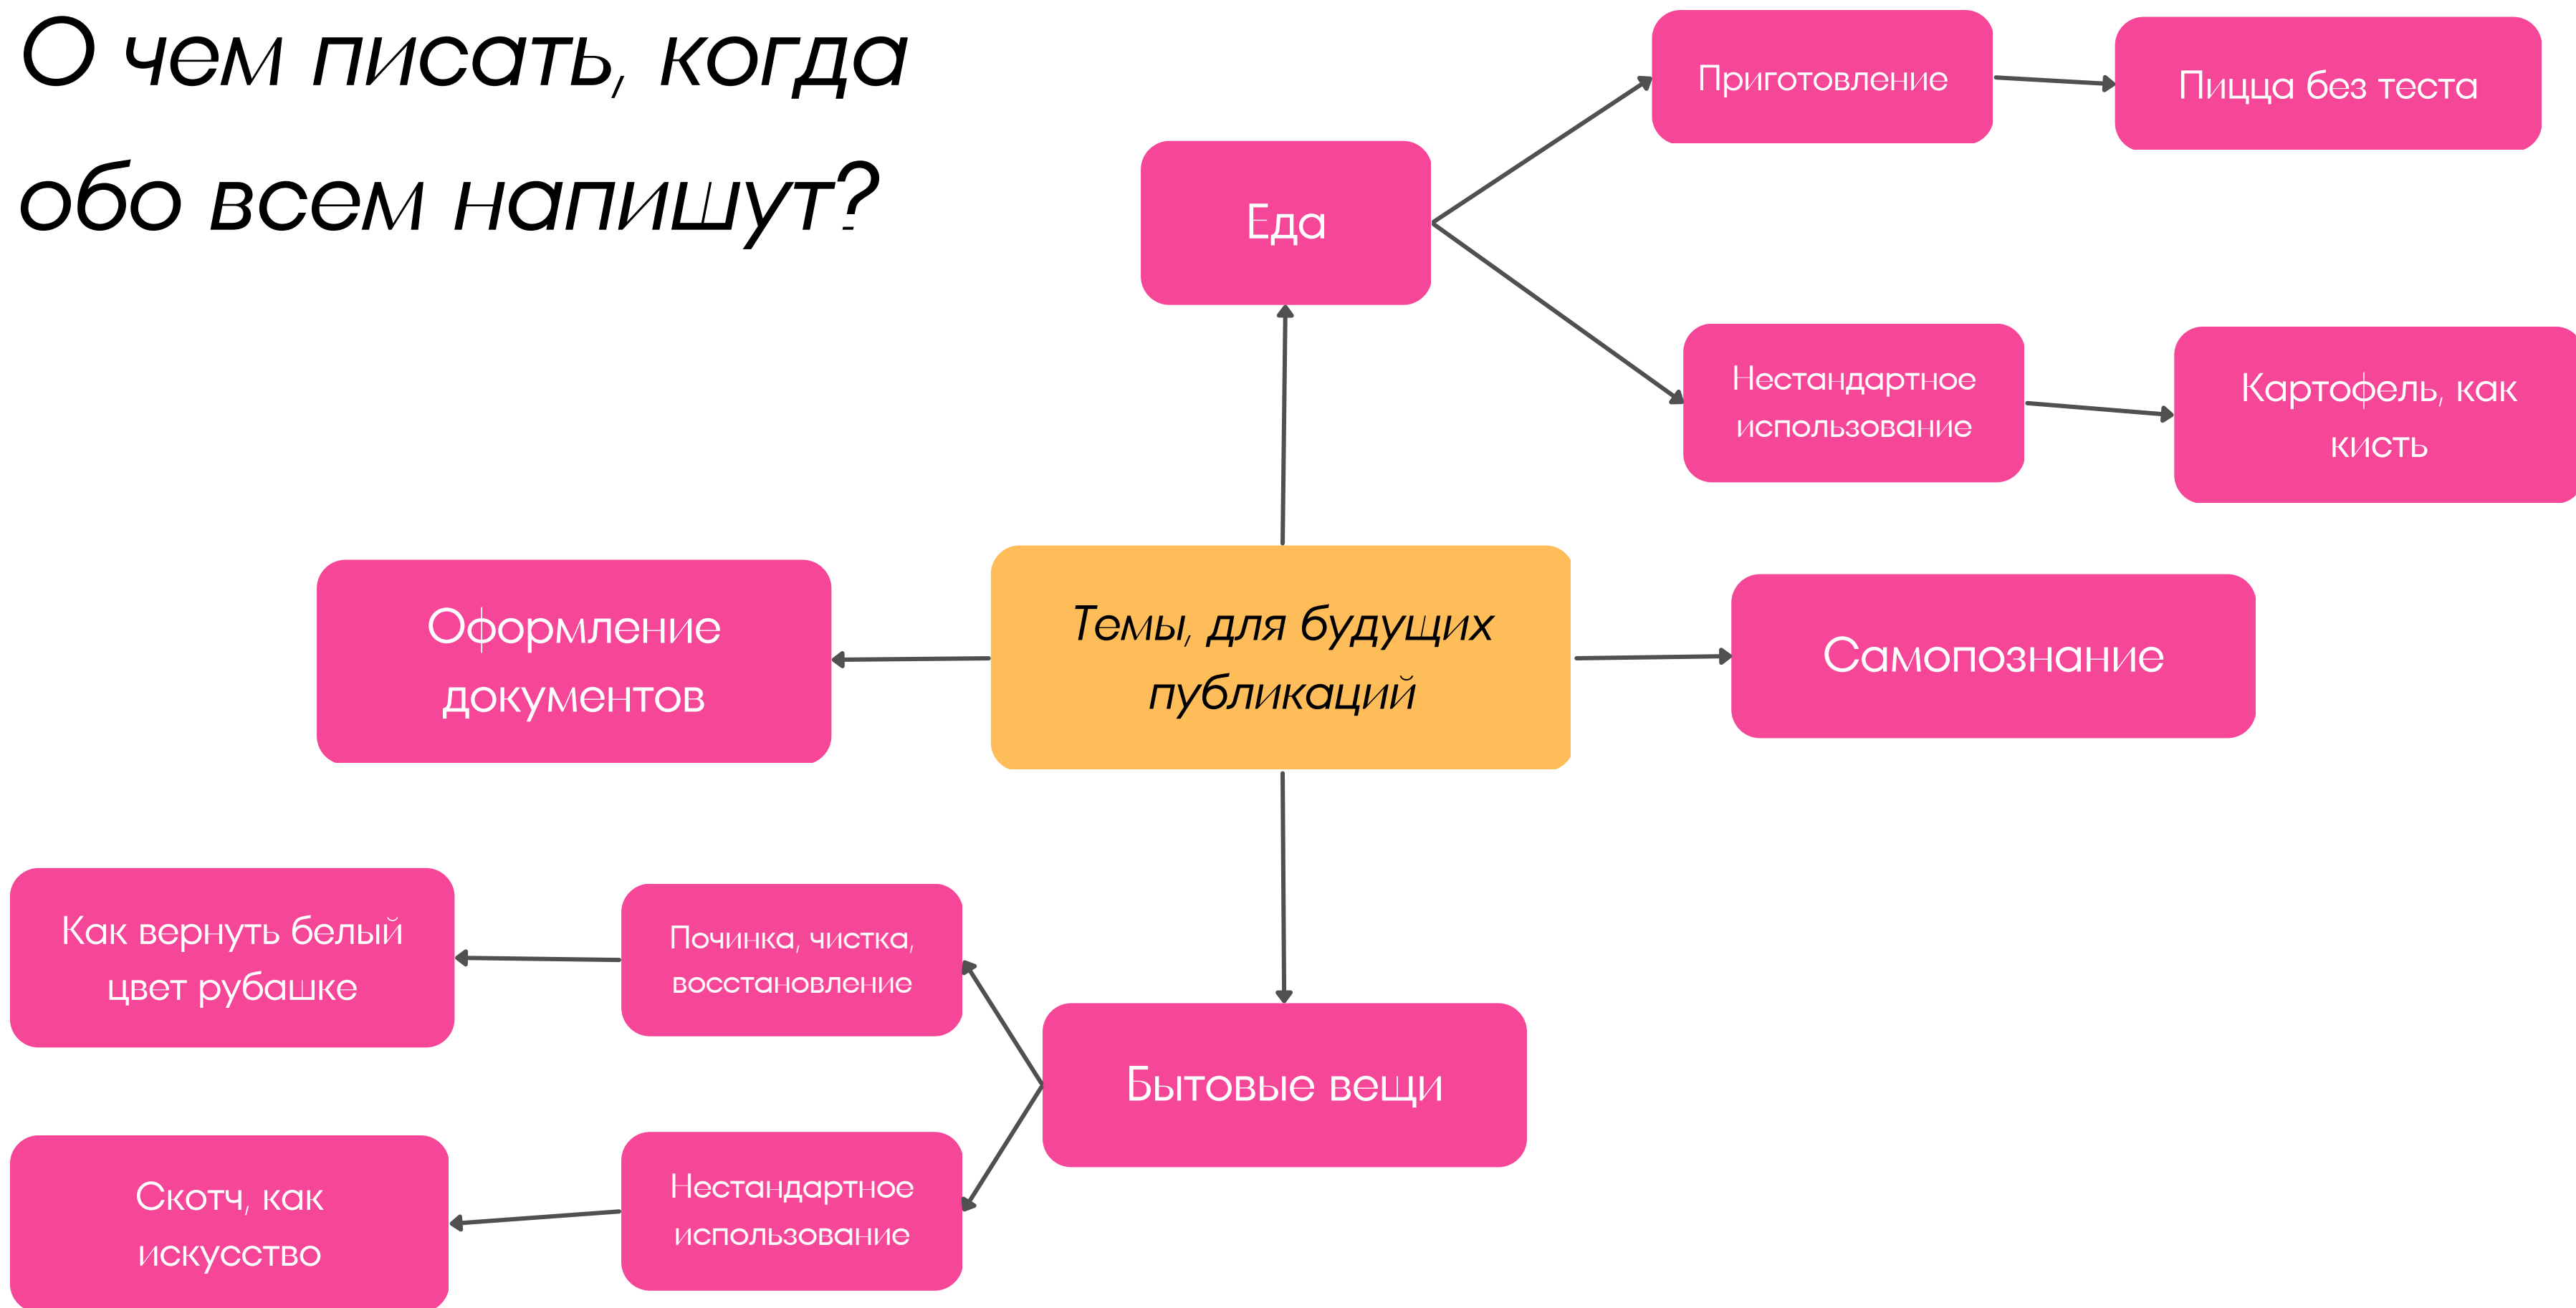 О чем писать, когда
обо всем напишут?
Приготовление
Пицца без теста
Еда
Нестандартное
использование
Картофель, как
кисть
Оформление
документов
Темы, для будущих
публикаций
Самопознание
Как вернуть белый
цвет рубашке
Починка, чистка,
восстановление
Бытовые вещи
Скотч, как
искусство
Нестандартное
использование